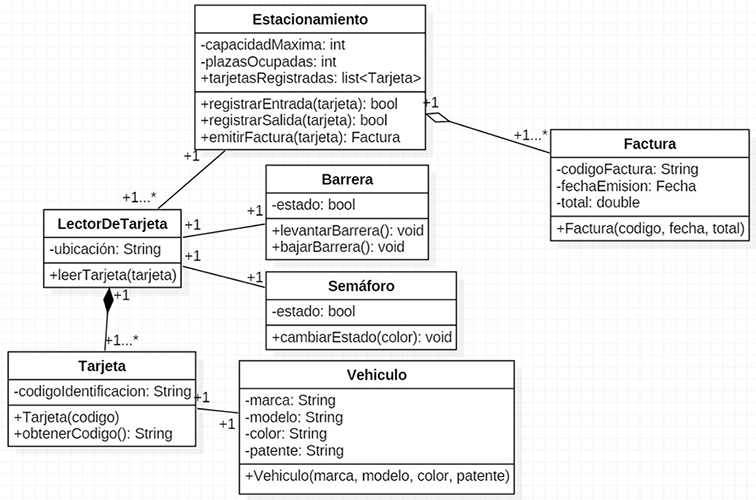 Estacionamiento
-capacidadMaxima: int
-plazasOcupadas: int
+tarjetasRegistradas: list<Tarjeta>
+registrarEntrada(tarjeta): bool
+registrarSalida(tarjeta): bool
+emitirFactura(tarjeta): Factura
+1
+1...*
Factura
-codigoFactura: String
-fechaEmision: Fecha
-total: double
+Factura(codigo, fecha, total)
+1
+1...*
LectorDeTarjeta
-ubicación: String
+leerTarjeta(tarjeta)
+1
+1
Barrera
-estado: bool
+levantarBarrera(): void
+bajarBarrera(): void
+1
+1
Semáforo
-estado: bool
+cambiarEstado(color): void
+1
+1...*
Tarjeta
-codigoIdentificacion: String
+Tarjeta(codigo)
+obtenerCodigo(): String
+1
+1
Vehiculo
-marca: String
-modelo: String
-color: String
-patente: String
+Vehiculo(marca, modelo, color, patente)